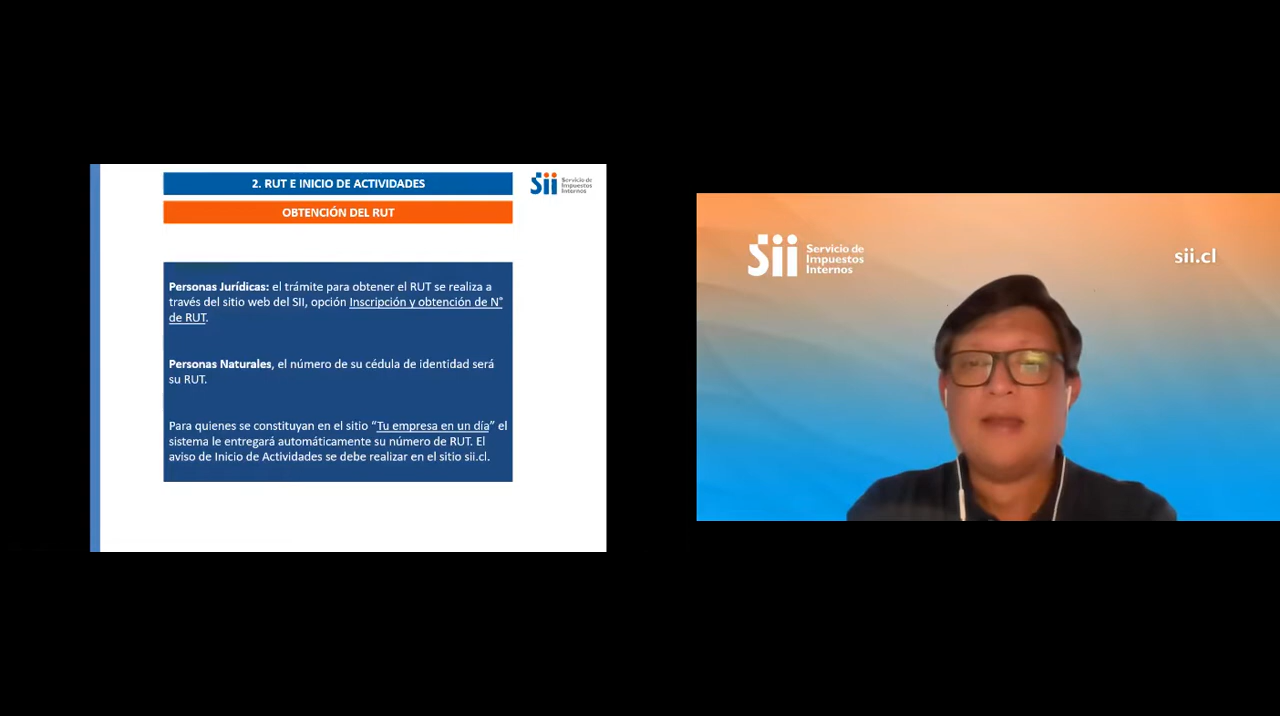 2. RUT E INICIO DE ACTIVIDADES
Sii Servicio de
Impuestos
Internos
OBTENCIÓN DEL RUT
Personas Jurídicas: el trámite para obtener el RUT se realiza a
través del sitio web del SII, opción Inscripción y obtención de N°
de RUT.
Personas Naturales, el número de su cédula de identidad será
su RUT.
Para quienes se constituyan en el sitio “Tu empresa en un día” el
sistema le entregará automáticamente su número de RUT. El
aviso de Inicio de Actividades se debe realizar en el sitio sii.cl.
Sii Servicio de
Impuestos
Internos
sii.cl